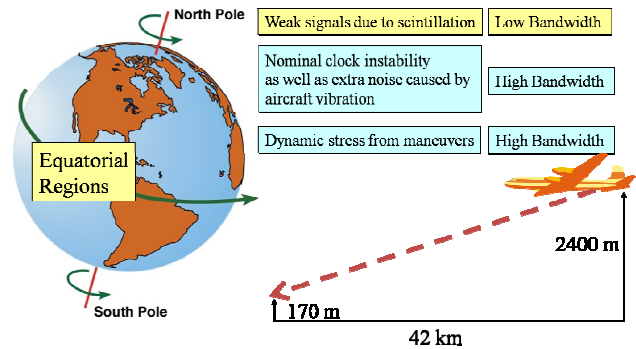 North Pole
Weak signals due to scintillation
Low Bandwidth
Nominal clock instability
as well as extra noise caused by
aircraft vibration
High Bandwidth
Dynamic stress from maneuvers
High Bandwidth
Equatorial
Regions
2400 m
170 m
South Pole
42 km